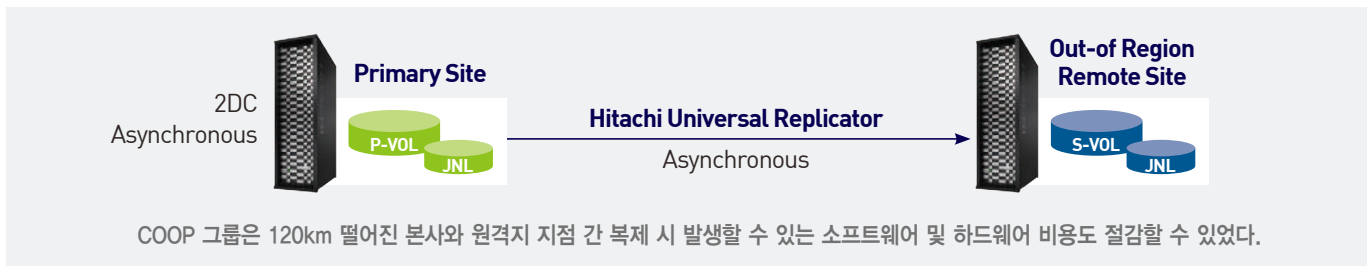 2DC
Asynchronous
Primary Site
P-VOL
JNL
Hitachi Universal Replicator
Asynchronous
Out-of Region
Remote Site
S-VOL
JNL
COOP 그룹은 120km 떨어진 본사와 원격지 지점 간 복제 시 발생할 수 있는 소프트웨어 및 하드웨어 비용도 절감할 수 있었다.